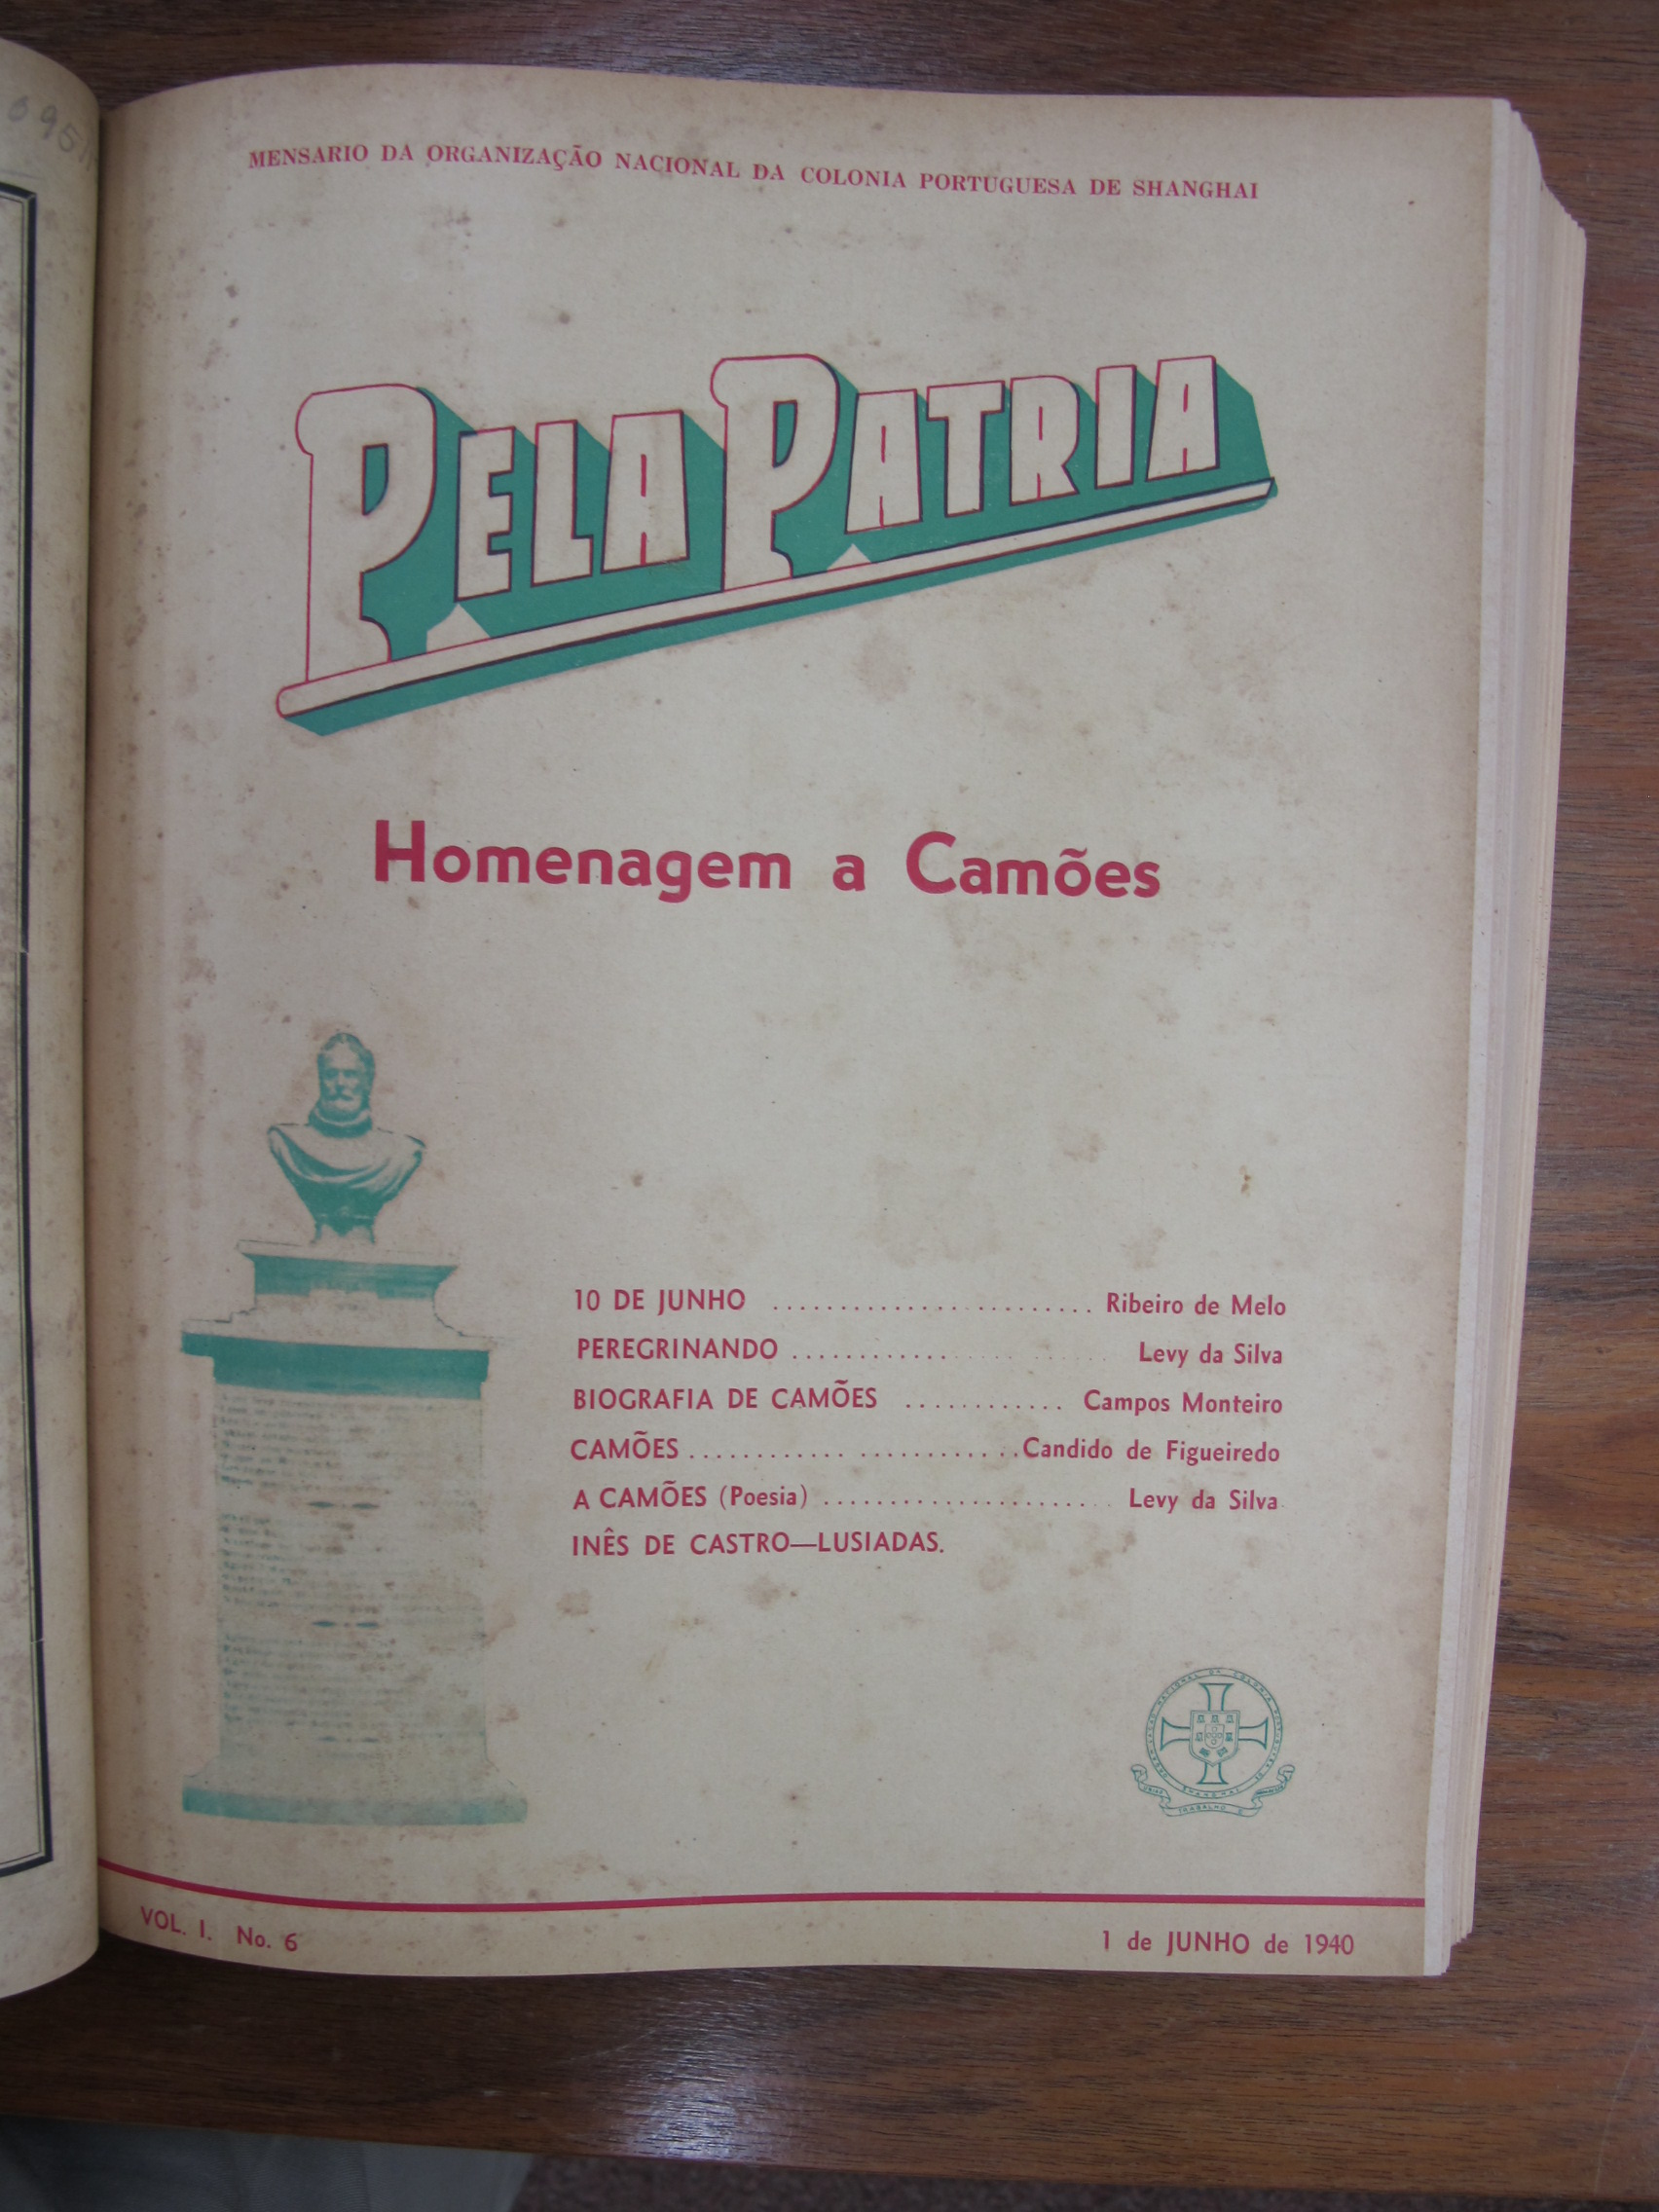 MENSARIO DA ORGANIZAÇÃO NACIONAL DA COLONIA PORTUGUESA DE SHANGHAI
PELA PATRIA
Homenagem a Camões
10 DE JUNHO ........................ Ribeiro de Melo
PEREGRINANDO ............ Levy da Silva
BIOGRAFIA DE CAMÕES ............ Campos Monteiro
CAMÕES ........................ Candido de Figueiredo
A CAMÕES (Poesia) ...................... Levy da Silva
INÊS DE CASTRO—LUSIADAS.
TRABALHO E
VOL. I. No. 6
1 de JUNHO de 1940